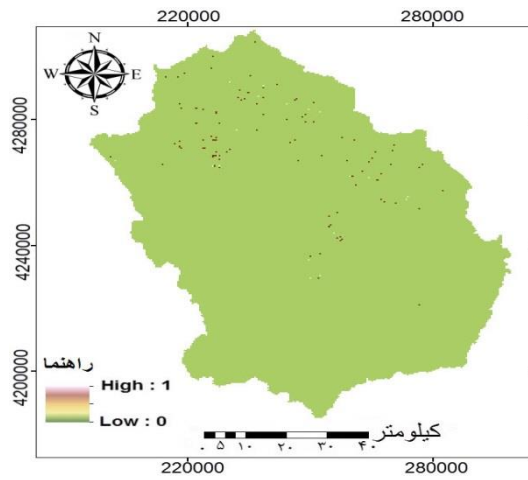 220000 280000
N
W E
S
4280000
4240000
4200000
راهنما
High : 1
Low : 0
کیلومتر
۰ ۵ ۱۰ ۲۰ ۳۰ ۴۰
220000 280000